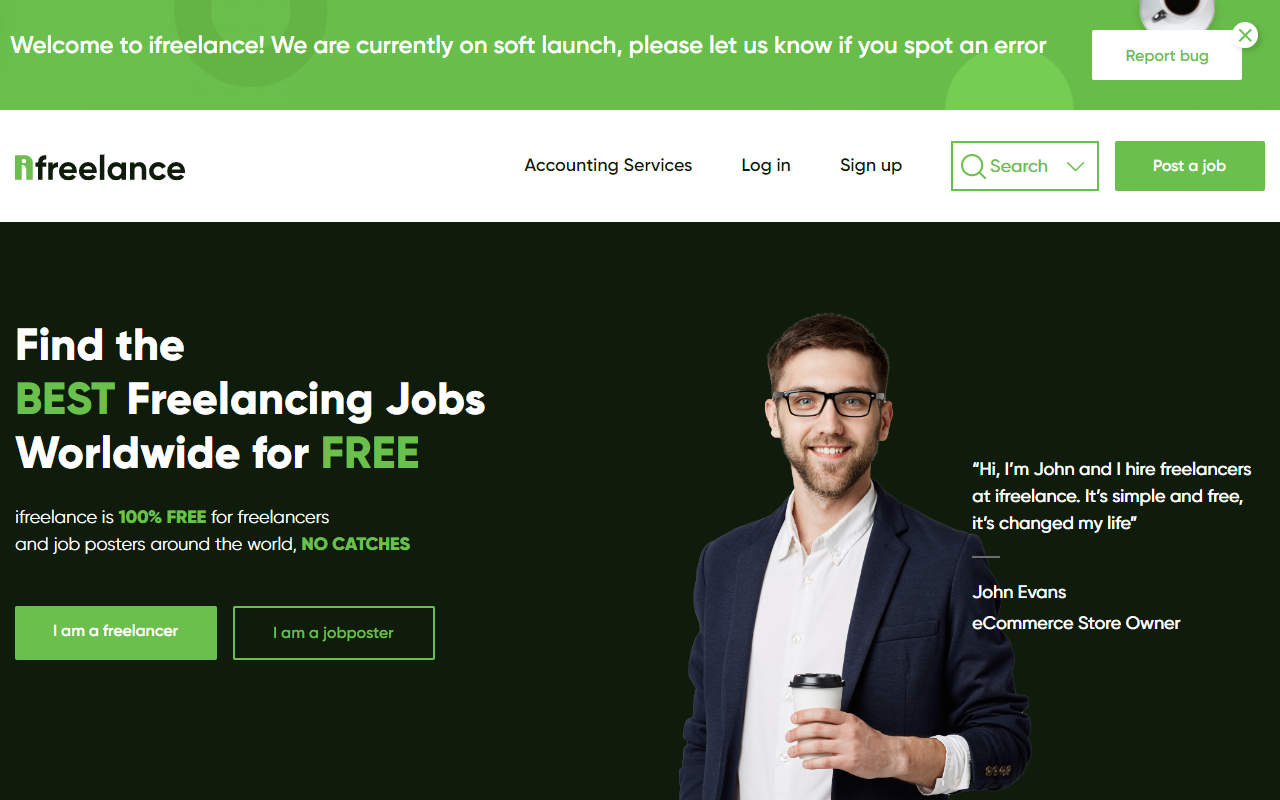 Welcome to ifreelance! We are currently on soft launch, please let us know if you spot an error
Report bug
ifreelance
Accounting Services
Log in
Sign up
Search
Post a job
Find the
BEST Freelancing Jobs
Worldwide for FREE
ifreelance is 100% FREE for freelancers
and job posters around the world, NO CATCHES
I am a freelancer
I am a jobposter
“Hi, I’m John and I hire freelancers
at ifreelance. It’s simple and free,
it’s changed my life”
John Evans
eCommerce Store Owner